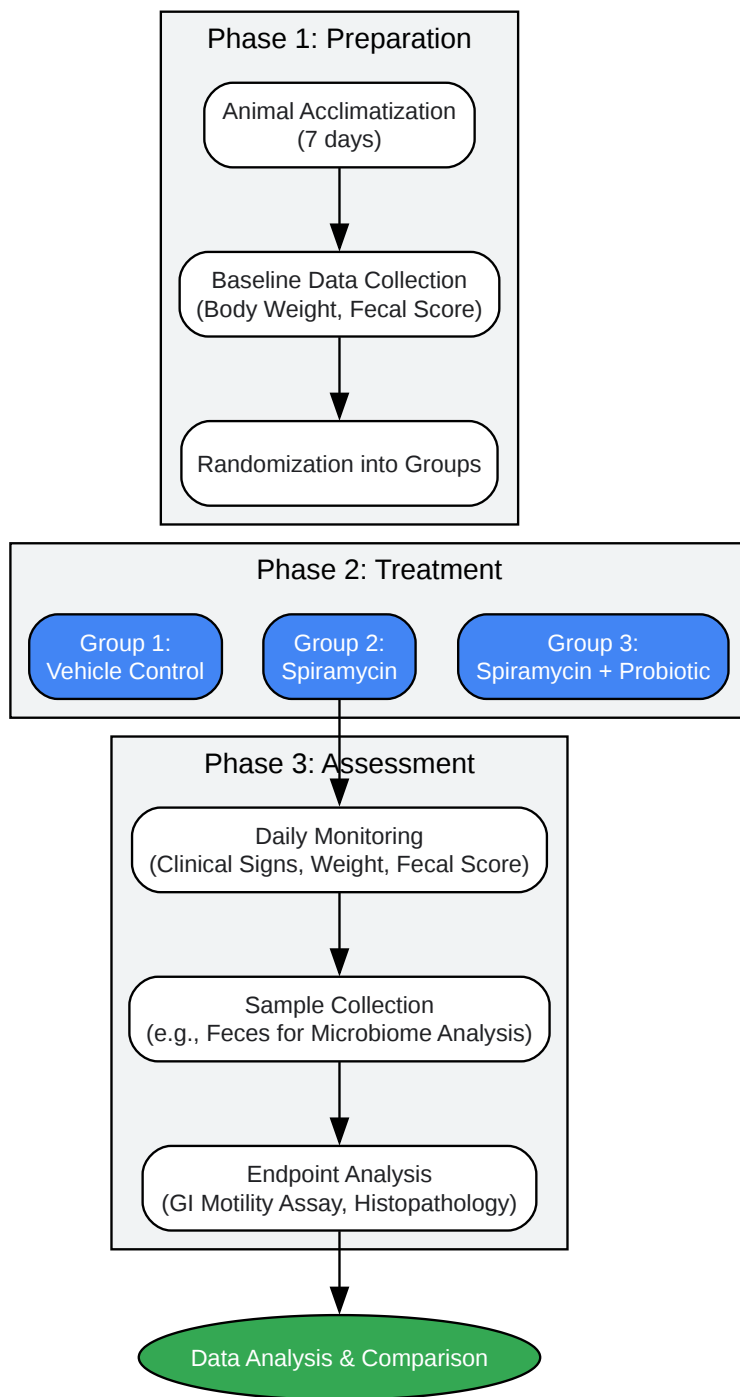 Phase 1: Preparation
Animal Acclimatization
(7 days)
Baseline Data Collection
(Body Weight, Fecal Score)
Randomization into Groups
Phase 2: Treatment
Group 1:
Vehicle Control
Group 2:
Spiramycin
Group 3:
Spiramycin + Probiotic
Phase 3: Assessment
Daily Monitoring
(Clinical Signs, Weight, Fecal Score)
Sample Collection
(e.g., Feces for Microbiome Analysis)
Endpoint Analysis
(GI Motility Assay, Histopathology)
Data Analysis & Comparison